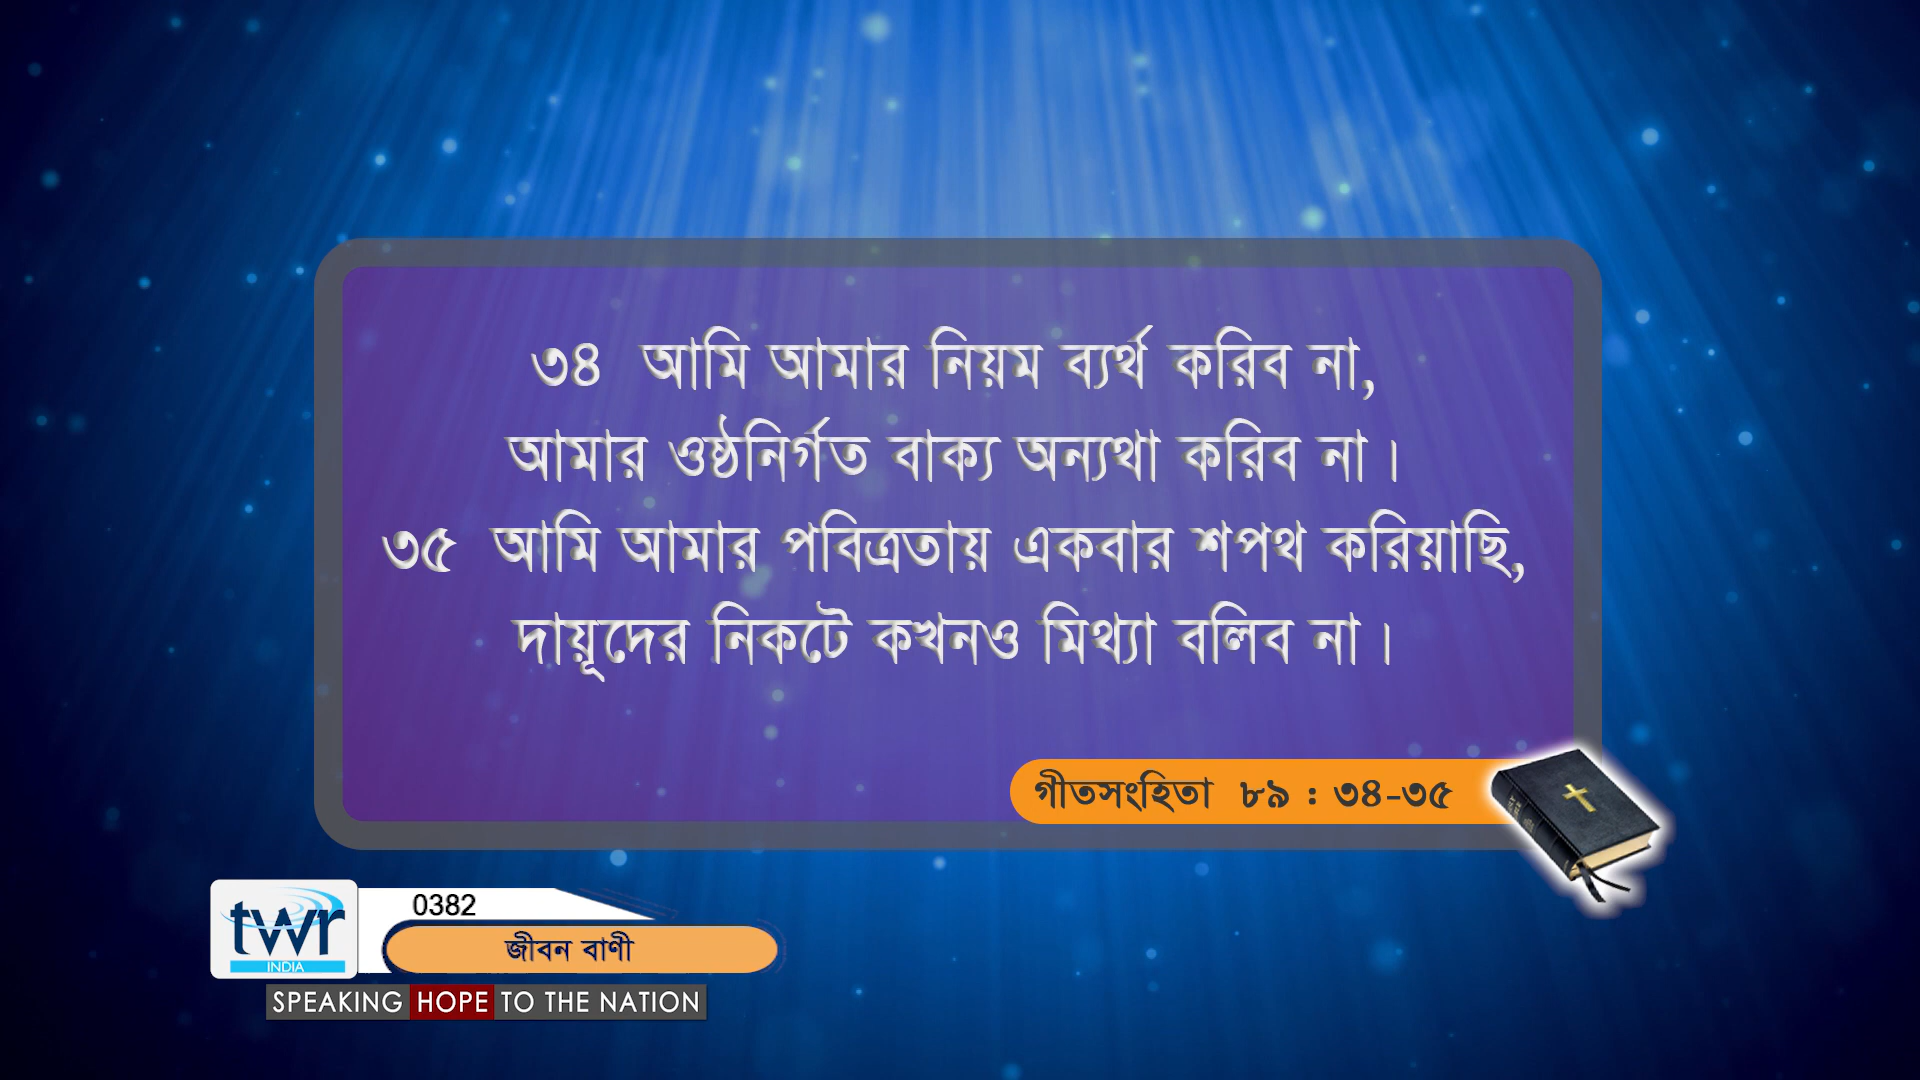 ৩৪ আমি আমার নিয়ম ব্যর্থ করিব না,
আমার ওষ্ঠনির্গত বাক্য অন্যথা করিব না।
৩৫ আমি আমার পবিত্রতায় একবার শপথ করিয়াছি,
দায়ূদের নিকটে কখনও মিথ্যা বলিব না।
গীতসংহিতা ৮৯ : ৩৪-৩৫
0382
twr
INDIA
জীবন বাণী
SPEAKING HOPE TO THE NATION